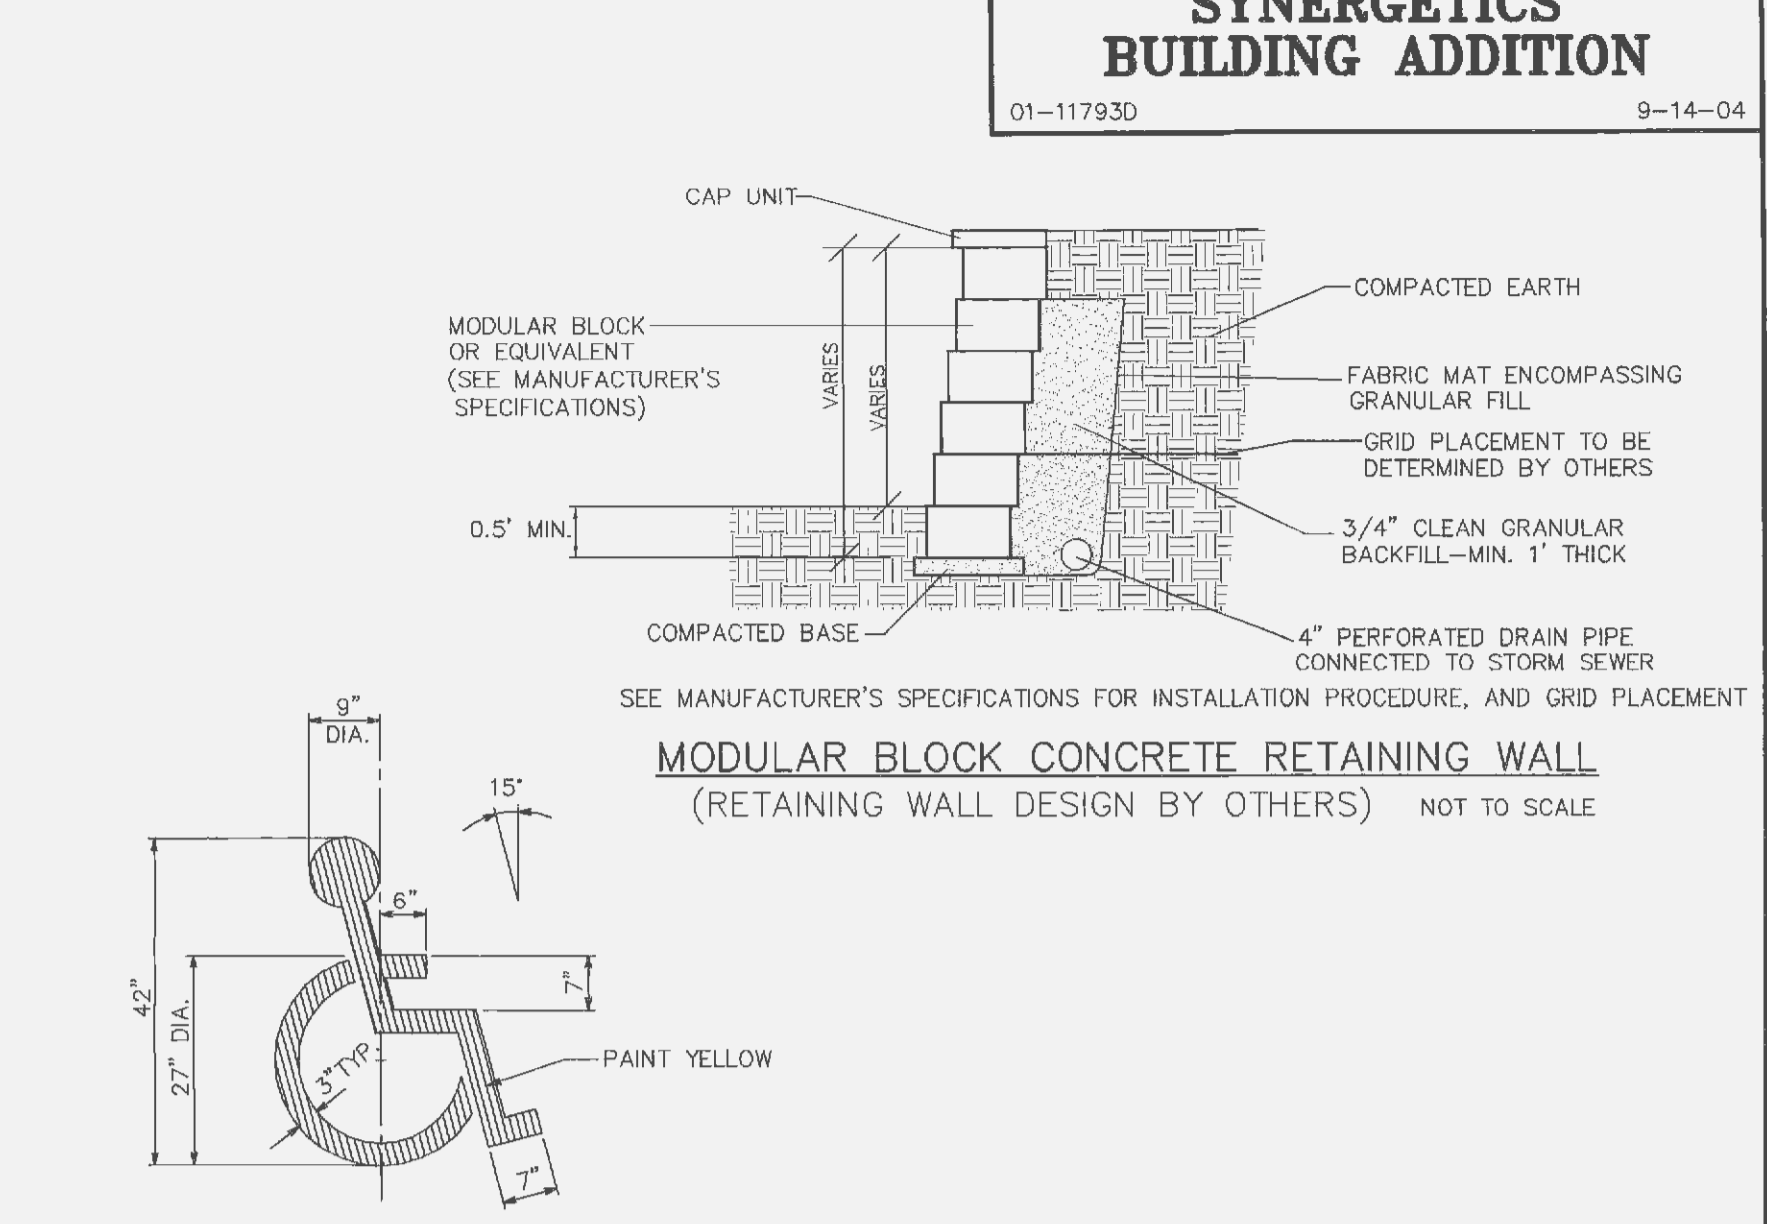 SYNERGETICS
BUILDING ADDITION
01-11793D
9-14-04
CAP UNIT
COMPACTED EARTH
MODULAR BLOCK
OR EQUIVALENT
(SEE MANUFACTURER'S
SPECIFICATIONS)
VARIES
VARIES
FABRIC MAT ENCOMPASSING
GRANULAR FILL
GRID PLACEMENT TO BE
DETERMINED BY OTHERS
0.5' MIN.
3/4" CLEAN GRANULAR
BACKFILL-MIN. 1' THICK
COMPACTED BASE
4" PERFORATED DRAIN PIPE
CONNECTED TO STORM SEWER
SEE MANUFACTURER'S SPECIFICATIONS FOR INSTALLATION PROCEDURE, AND GRID PLACEMENT
MODULAR BLOCK CONCRETE RETAINING WALL
(RETAINING WALL DESIGN BY OTHERS)
NOT TO SCALE
9"
DIA.
15°
6"
42"
27" DIA.
7"
3" TYP.
PAINT YELLOW
7"